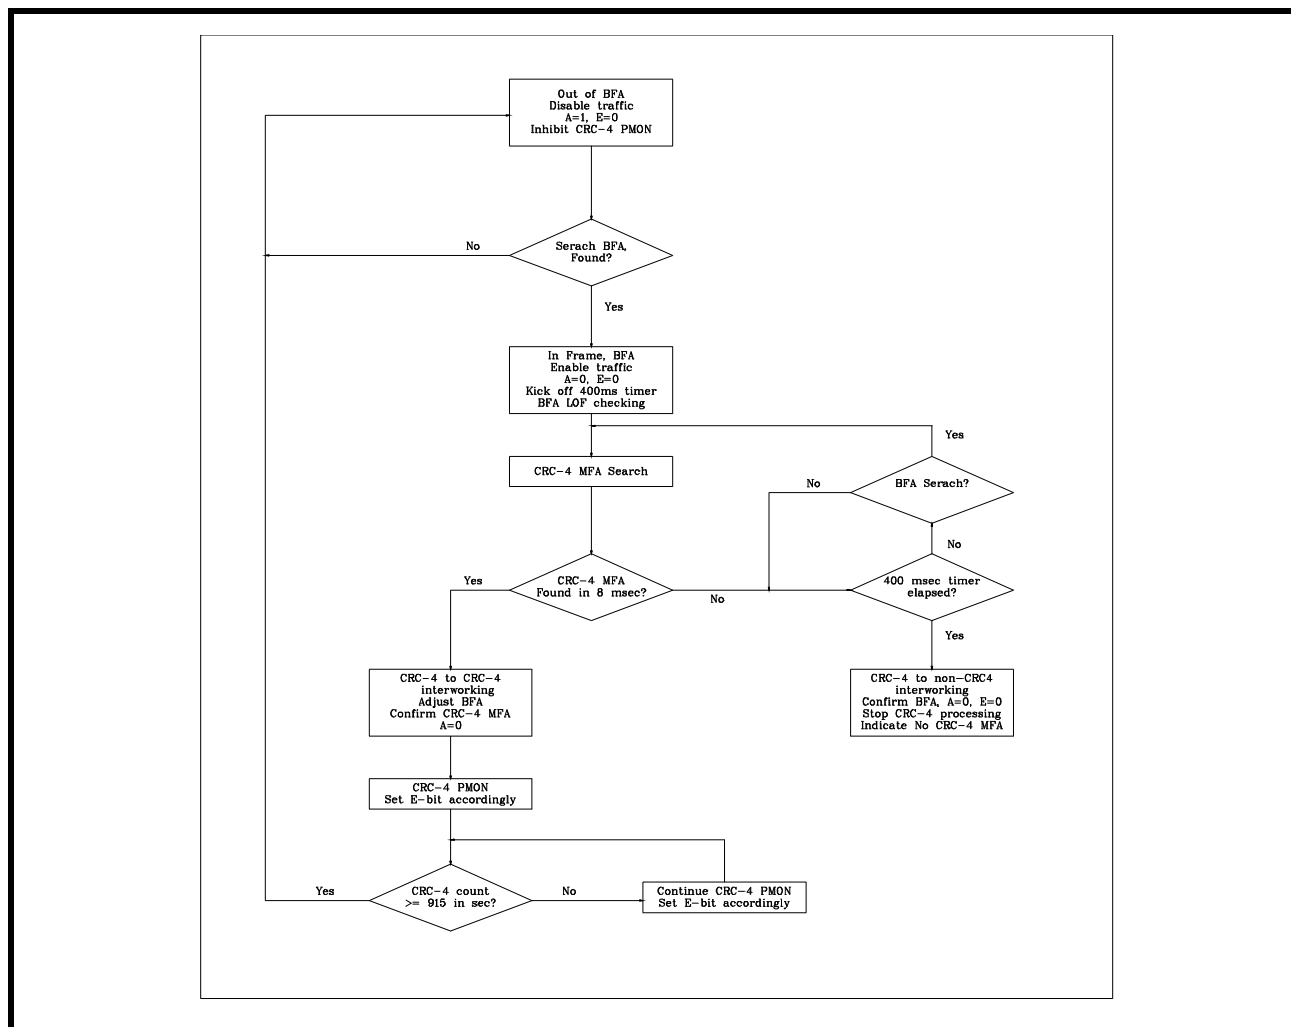 Out of BFA
Disable traffic
A=1, E=0
Inhibit CRC-4 PMON
No
Serach BFA,
Found?
Yes
In Frame, BFA
Enable traffic
A=0, E=0
Kick off 400ms timer
BFA LOF checking
Yes
CRC-4 MFA Search
No
BFA Serach?
No
Yes
CRC-4 MFA
Found in 8 msec?
No
400 msec timer
elapsed?
Yes
CRC-4 to CRC-4
interworking
Adjust BFA
Confirm CRC-4 MFA
A=0
CRC-4 to non-CRC4
interworking
Confirm BFA, A=0, E=0
Stop CRC-4 processing
Indicate No CRC-4 MFA
CRC-4 PMON
Set E-bit accordingly
Yes
CRC-4 count
>= 915 in sec?
No
Continue CRC-4 PMON
Set E-bit accordingly